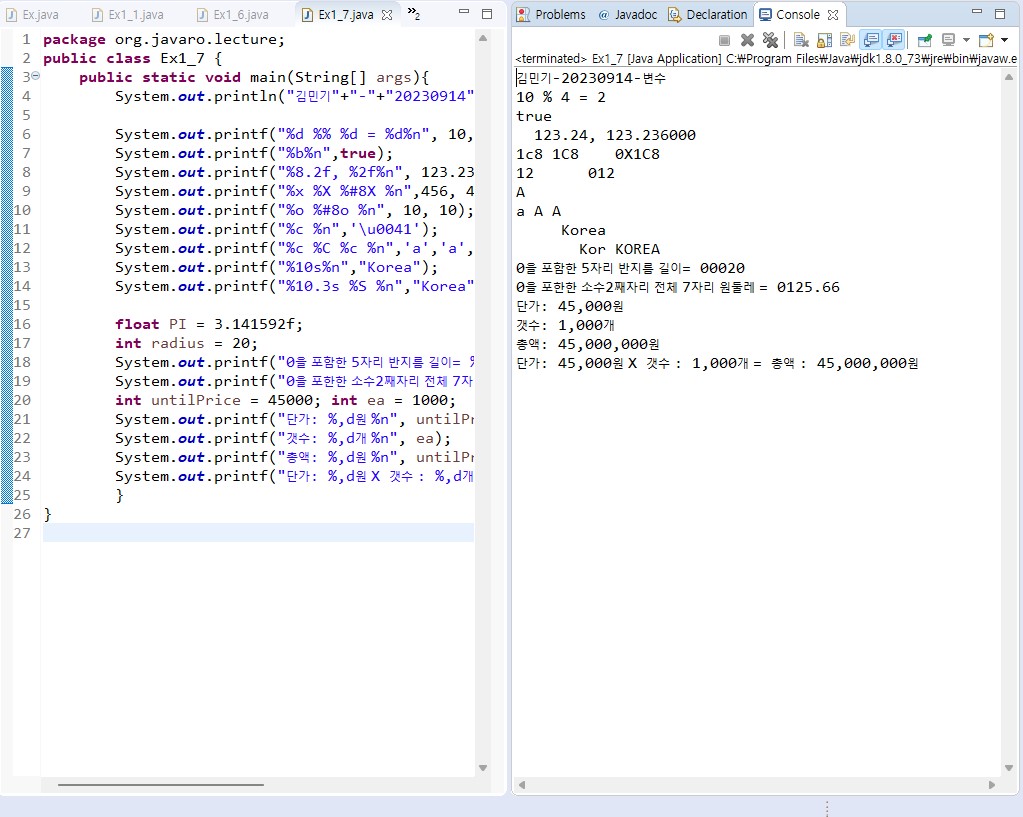 Ex.java Ex1_1.java Ex1_6.java Ex1_7.java »2
1 package org.javaro.lecture;
2 public class Ex1_7 {
3 public static void main(String[] args){
4 System.out.println("김민기"+"-"+"20230914"
5
6 System.out.printf("%d %% %d = %d%n", 10,
7 System.out.printf("%b%n",true);
8 System.out.printf("%8.2f, %2f%n", 123.23
9 System.out.printf("%x %X %#8X %n",456, 4
10 System.out.printf("%o %#8o %n", 10, 10);
11 System.out.printf("%c %n",'\u0041');
12 System.out.printf("%c %C %c %n",'a','a',
13 System.out.printf("%10s%n","Korea");
14 System.out.printf("%10.3s %S %n","Korea"
15
16 float PI = 3.141592f;
17 int radius = 20;
18 System.out.printf("0을 포함한 5자리 반지름 길이= %
19 System.out.printf("0을 포한한 소수2째자리 전체 7자
20 int untilPrice = 45000; int ea = 1000;
21 System.out.printf("단가: %,d원 %n", untilPr
22 System.out.printf("갯수: %,d개 %n", ea);
23 System.out.printf("총액: %,d원 %n", untilPr
24 System.out.printf("단가: %,d원 X 갯수 : %,d개
25 }
26 }
27
Problems @ Javadoc Declaration Console
<terminated> Ex1_7 [Java Application] C:₩Program Files₩Java₩jdk1.8.0_73₩jre₩bin₩javaw.e
김민기-20230914-변수
10 % 4 = 2
true
123.24, 123.236000
1c8 1C8 0X1C8
12 012
A
a A A
Korea
Kor KOREA
0을 포함한 5자리 반지름 길이= 00020
0을 포한한 소수2째자리 전체 7자리 원둘레 = 0125.66
단가: 45,000원
갯수: 1,000개
총액: 45,000,000원
단가: 45,000원 X 갯수 : 1,000개 = 총액 : 45,000,000원